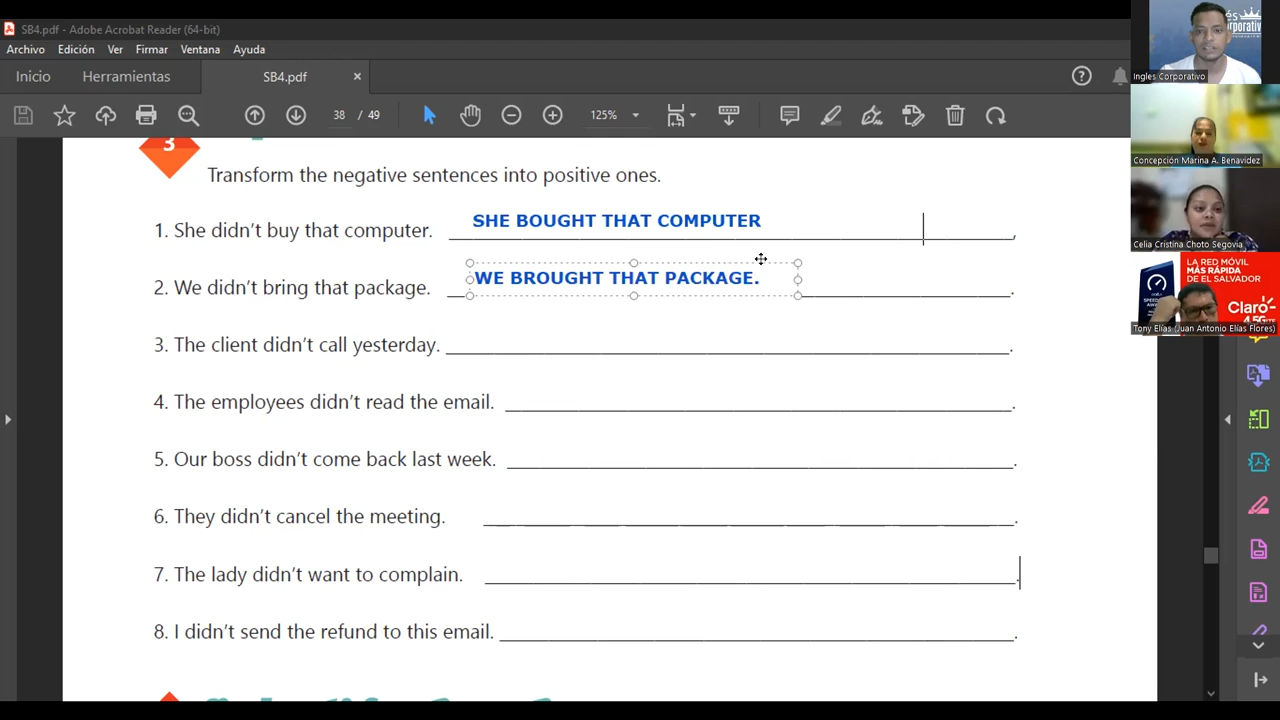 SB4.pdf - Adobe Acrobat Reader (64-bit)
Archivo Edición Ver Firmar Ventana Ayuda
Inicio Herramientas SB4.pdf ×
38 / 49 125%
3
Transform the negative sentences into positive ones.
1. She didn't buy that computer. SHE BOUGHT THAT COMPUTER
2. We didn't bring that package. WE BROUGHT THAT PACKAGE.
3. The client didn't call yesterday.
4. The employees didn't read the email.
5. Our boss didn't come back last week.
6. They didn't cancel the meeting.
7. The lady didn't want to complain.
8. I didn't send the refund to this email.
Ingles Corporativo
Concepción Marina A. Benavidez
Celia Cristina Choto Segovia
LA RED MÓVIL
MÁS RÁPIDA
DE EL SALVADOR
Claro
Tony Elías (Juan Antonio Elías Flores)